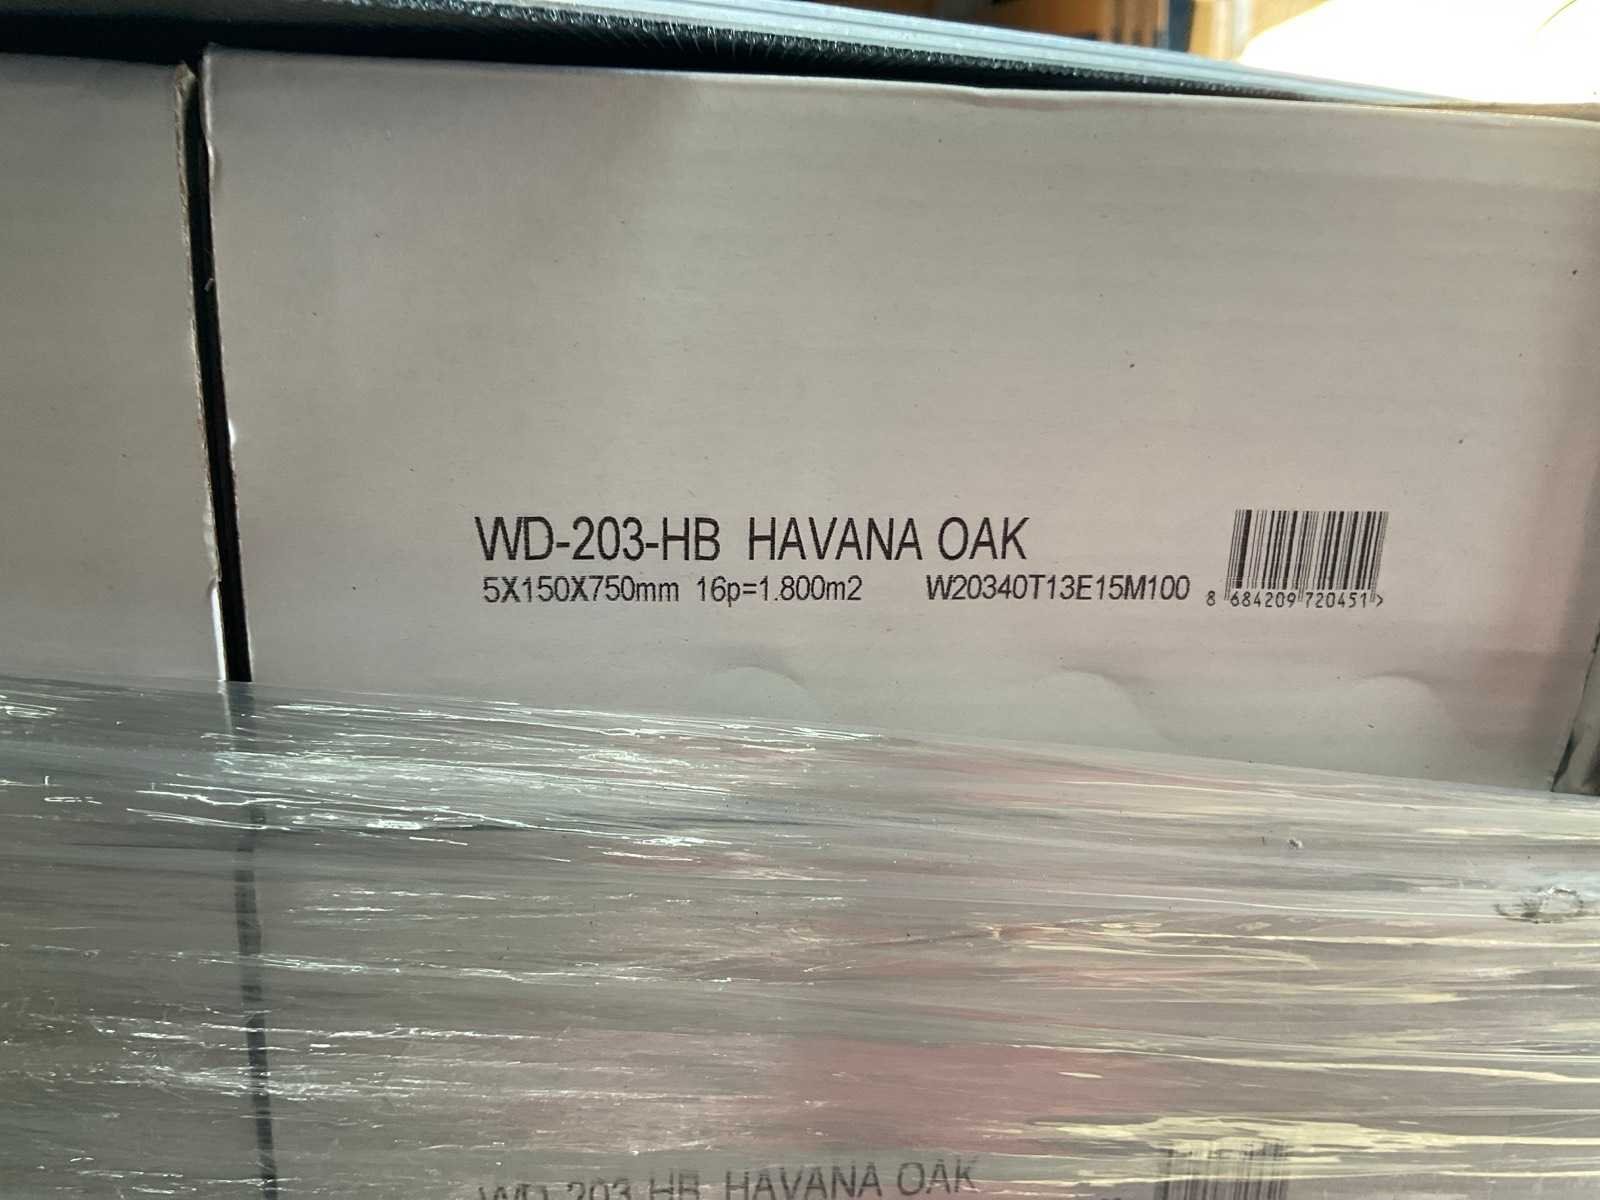 WD-203-HB HAVANA OAK
5X150X750mm 16p=1.800m2 W20340T13E15M100
8 684209 720451 >
WD-203-HB HAVANA OAK